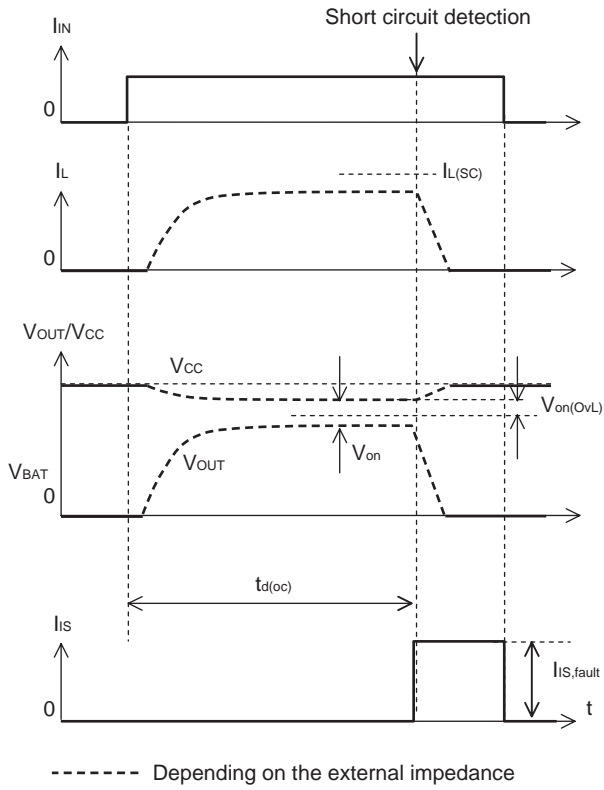 Short circuit detection
IIN
0
IL
IL(SC)
0
VOUT/VCC
VCC
Von(OvL)
VOUT
Von
VBAT
0
td(oc)
IIS
IIS,fault
0
t
Depending on the external impedance